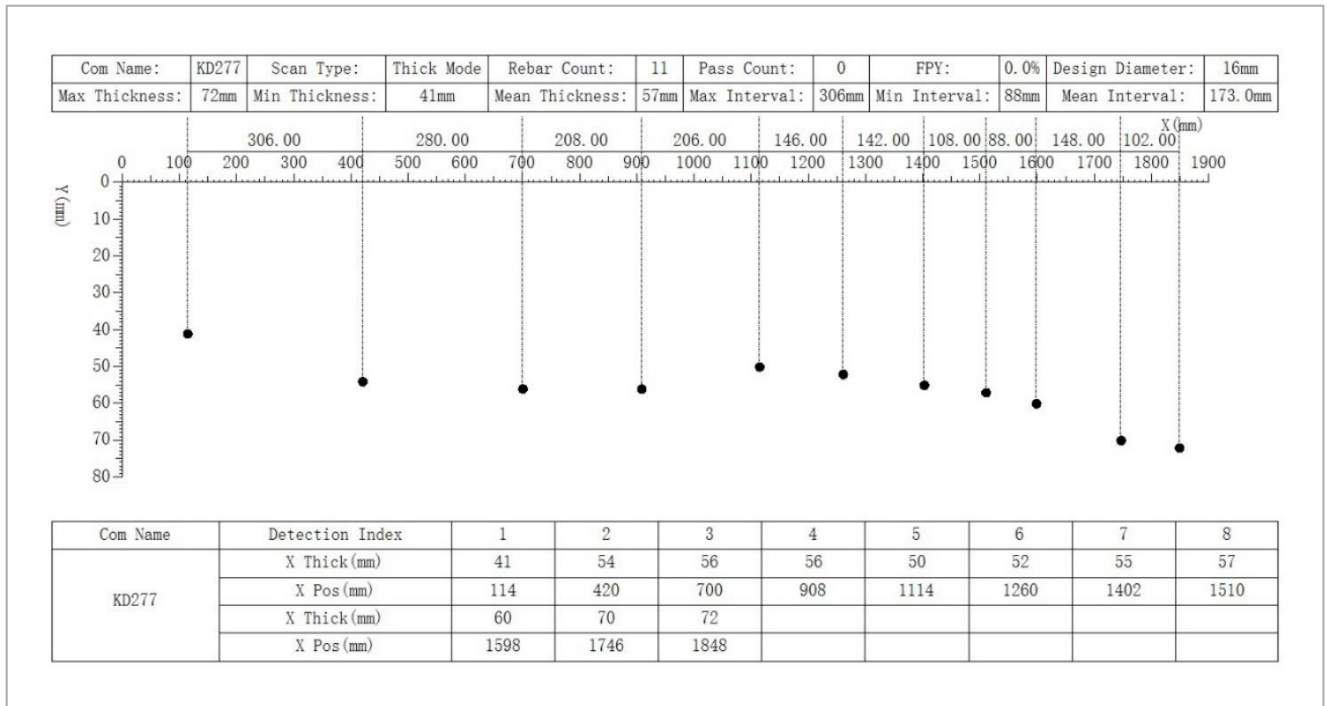 Com Name: KD277 Scan Type: Thick Mode Rebar Count: 11 Pass Count: 0 FPY: 0.0% Design Diameter: 16mm
Max Thickness: 72mm Min Thickness: 41mm Mean Thickness: 57mm Max Interval: 306mm Min Interval: 88mm Mean Interval: 173.0mm
X(mm)
306.00 280.00 208.00 206.00 146.00 142.00 108.00 88.00 148.00 102.00
0 100 200 300 400 500 600 700 800 900 1000 1100 1200 1300 1400 1500 1600 1700 1800 1900
Y(mm)
0
10
20
30
40
50
60
70
80
Com Name Detection Index 1 2 3 4 5 6 7 8
KD277
X Thick(mm) 41 54 56 56 50 52 55 57
X Pos(mm) 114 420 700 908 1114 1260 1402 1510
X Thick(mm) 60 70 72
X Pos(mm) 1598 1746 1848